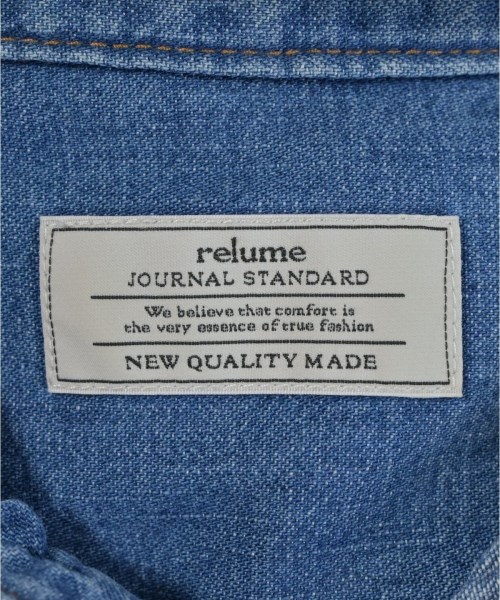 relume
JOURNAL STANDARD
We believe that comfort is
the very essence of true fashion
NEW QUALITY MADE